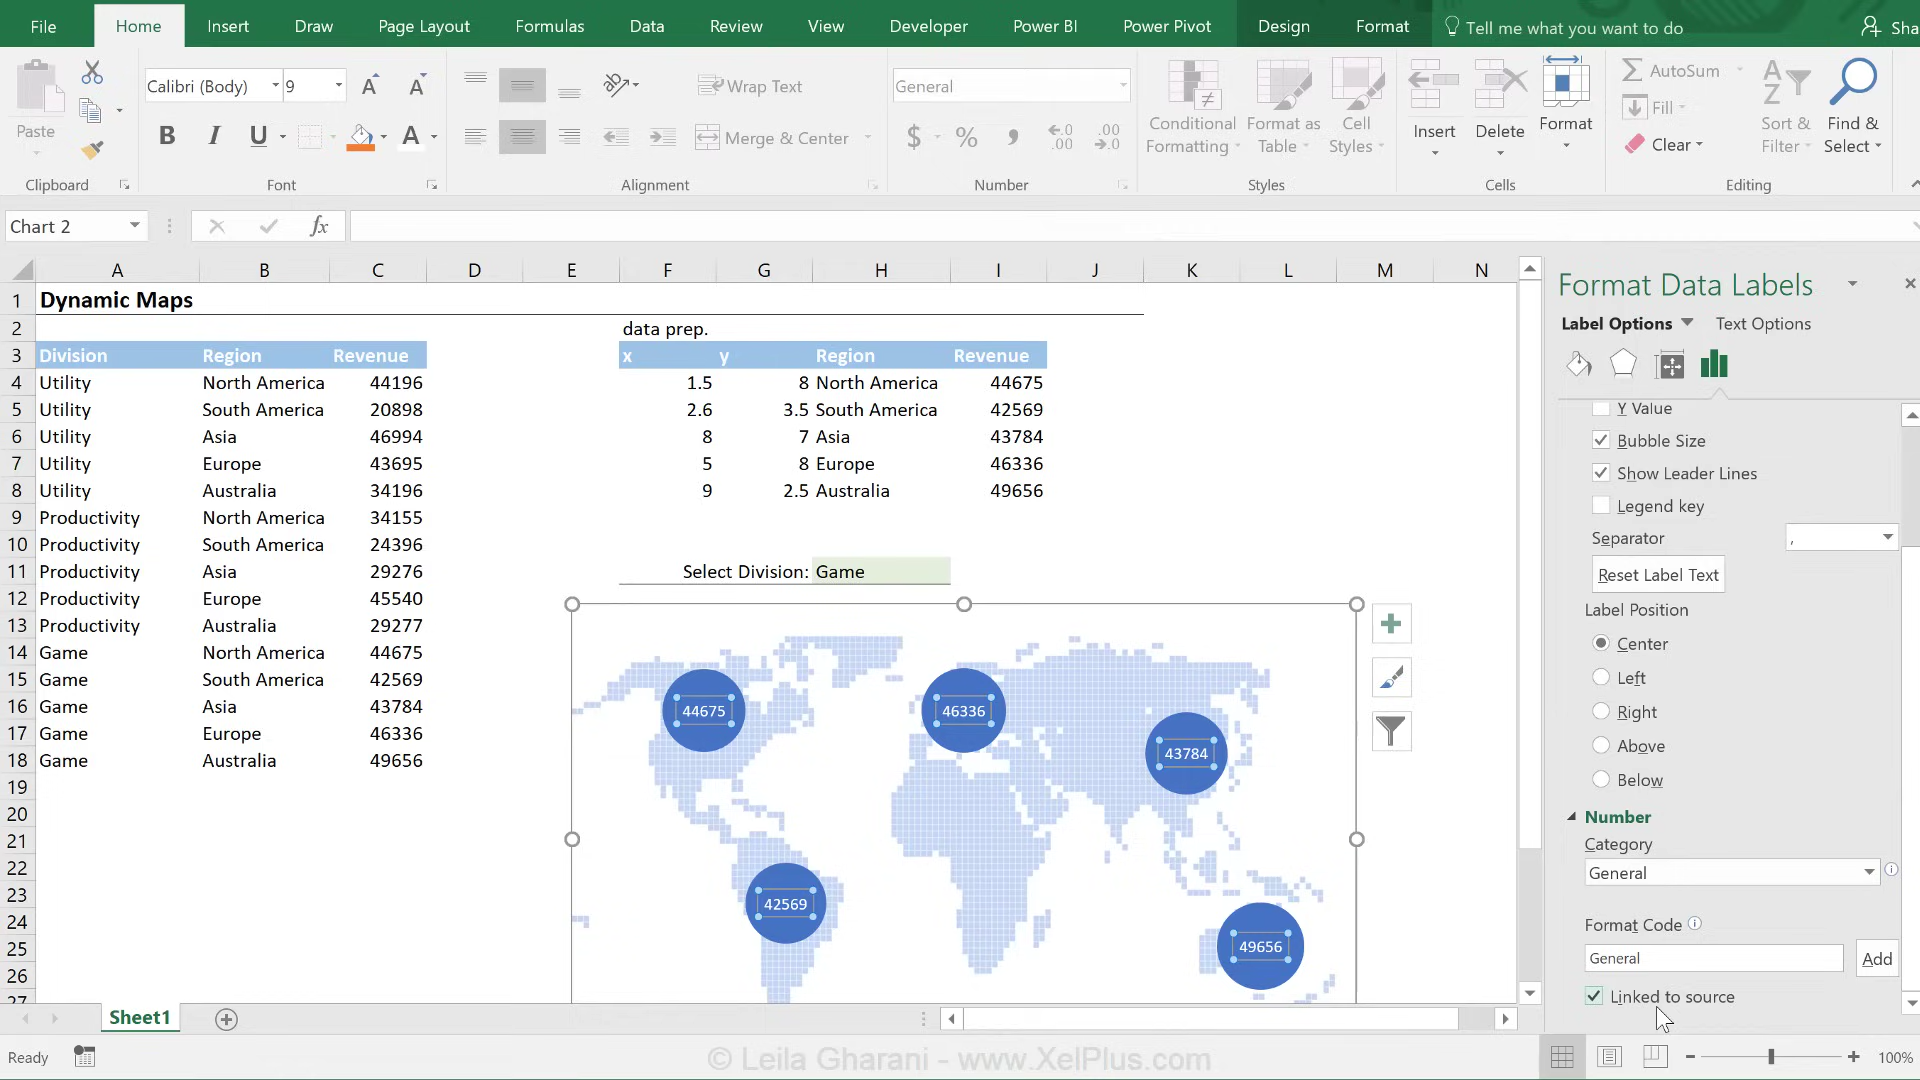 File Home Insert Draw Page Layout Formulas Data Review View Developer Power BI Power Pivot Design Format Tell me what you want to do
Calibri (Body) 9 Wrap Text General AutoSum
Paste Conditional Formatting Format as Table Cell Styles Insert Delete Format Fill Sort & Filter Find & Select
B I U A Merge & Center $ % Clear
Clipboard Font Alignment Number Styles Cells Editing
Chart 2 fx
A B C D E F G H I J K L M N
1 Dynamic Maps
2 data prep.
3 Division Region Revenue x y Region Revenue
4 Utility North America 44196 1.5 8 North America 44675
5 Utility South America 20898 2.6 3.5 South America 42569
6 Utility Asia 46994 8 7 Asia 43784
7 Utility Europe 43695 5 8 Europe 46336
8 Utility Australia 34196 9 2.5 Australia 49656
9 Productivity North America 34155
10 Productivity South America 24396
11 Productivity Asia 29276 Select Division: Game
12 Productivity Europe 45540
13 Productivity Australia 29277
14 Game North America 44675
15 Game South America 42569
16 Game Asia 43784
17 Game Europe 46336
18 Game Australia 49656
19
20
21
22
23
24
25
26
27
44675 46336
43784
42569
49656
Format Data Labels
Label Options Text Options
Y Value
Bubble Size
Show Leader Lines
Legend key
Separator ,
Reset Label Text
Label Position
Center
Left
Right
Above
Below
Number
Category
General
Format Code
General Add
Linked to source
Sheet1
Ready © Leila Gharani - www.XelPlus.com 100%